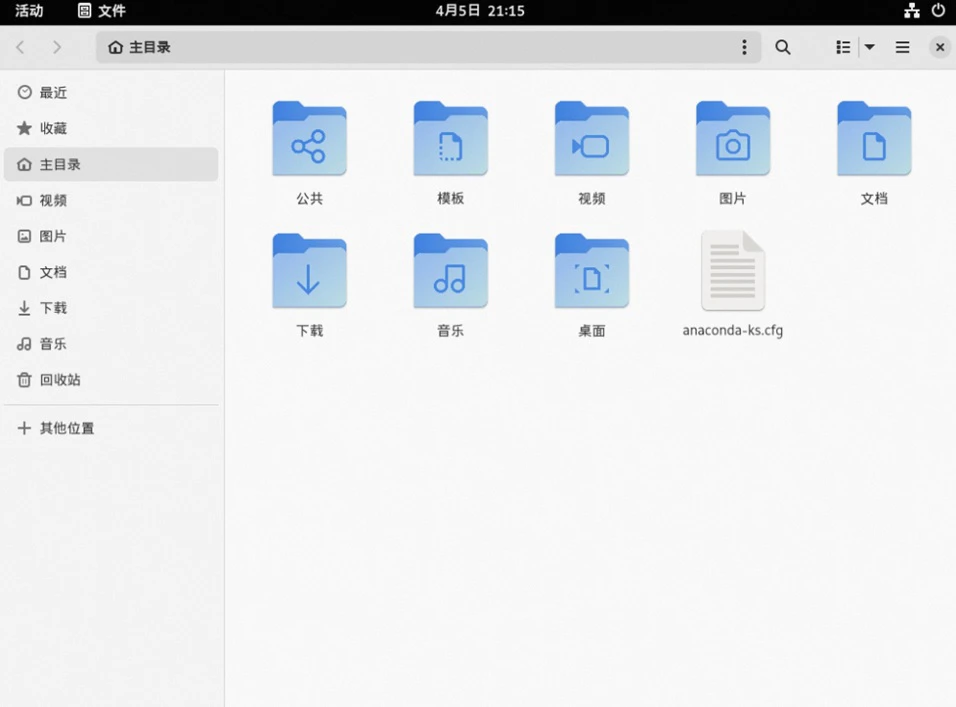 活动 文件 4月5日 21:15
主目录
最近
收藏
主目录
视频
图片
文档
下载
音乐
回收站
其他位置
公共 模板 视频 图片 文档
下载 音乐 桌面 anaconda-ks.cfg